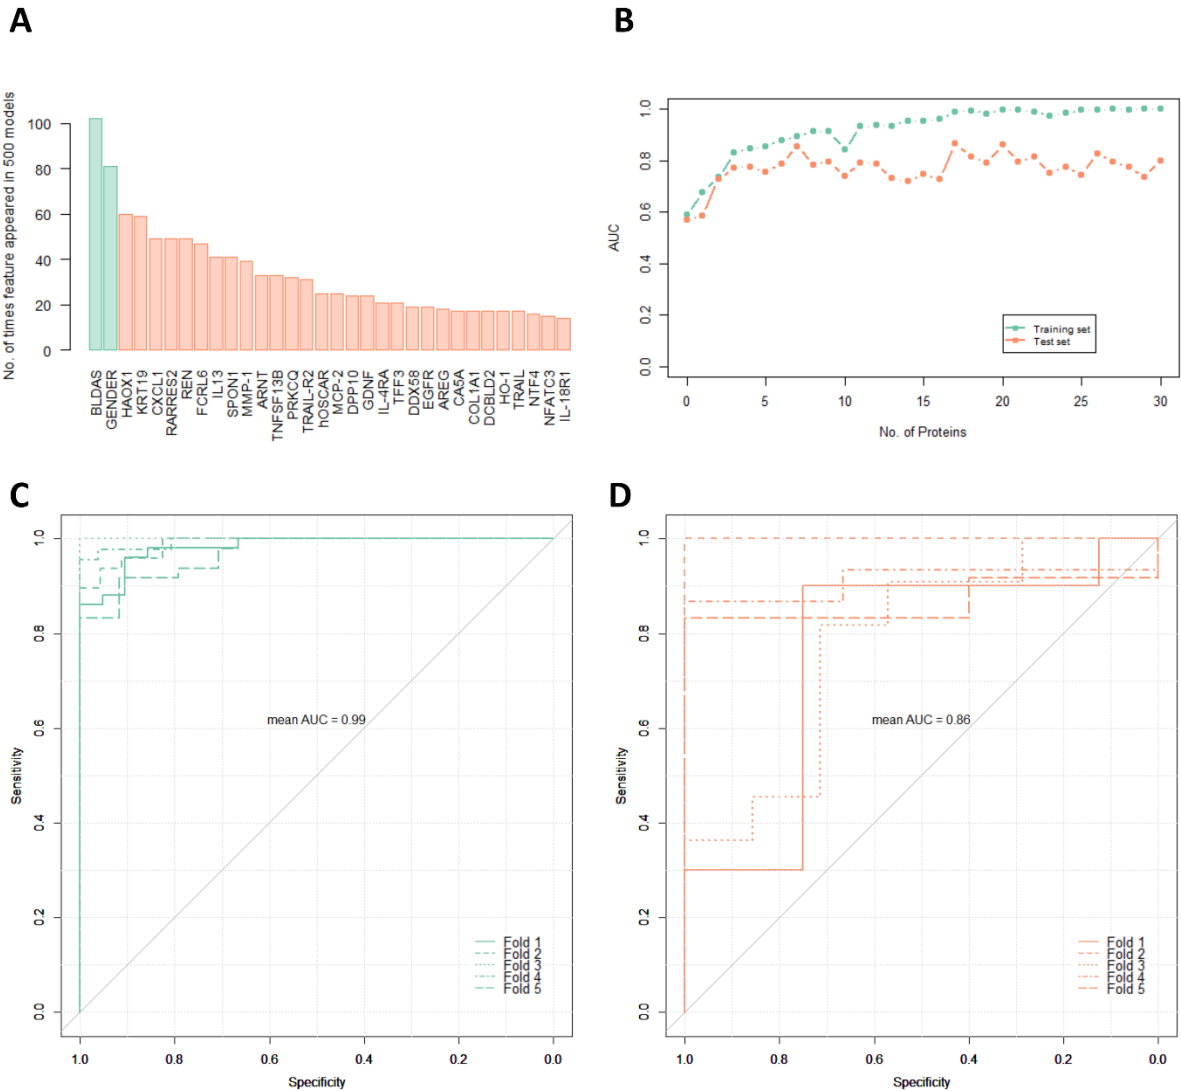 A
No. of times feature appeared in 500 models
100
80
60
40
20
0
BLDAS
GENDER
HAOX1
KRT19
CXCL1
RARRES2
REN
FCRL6
IL13
SPON1
MMP-1
ARNT
TNFSF13B
PRKCQ
TRAIL-R2
hOSCAR
MCP-2
DPP10
GDNF
IL-4RA
TFF3
DDX58
EGFR
AREG
CA5A
COL1A1
DCBLD2
HO-1
TRAIL
NTF4
NFATC3
IL-18R1
B
AUC
1.0
0.8
0.6
0.4
0.2
0.0
Training set
Test set
0 5 10 15 20 25 30
No. of Proteins
C
Sensitivity
1.0
0.8
0.6
0.4
0.2
0.0
mean AUC = 0.99
Fold 1
Fold 2
Fold 3
Fold 4
Fold 5
1.0 0.8 0.6 0.4 0.2 0.0
Specificity
D
Sensitivity
1.0
0.8
0.6
0.4
0.2
0.0
mean AUC = 0.86
Fold 1
Fold 2
Fold 3
Fold 4
Fold 5
1.0 0.8 0.6 0.4 0.2 0.0
Specificity